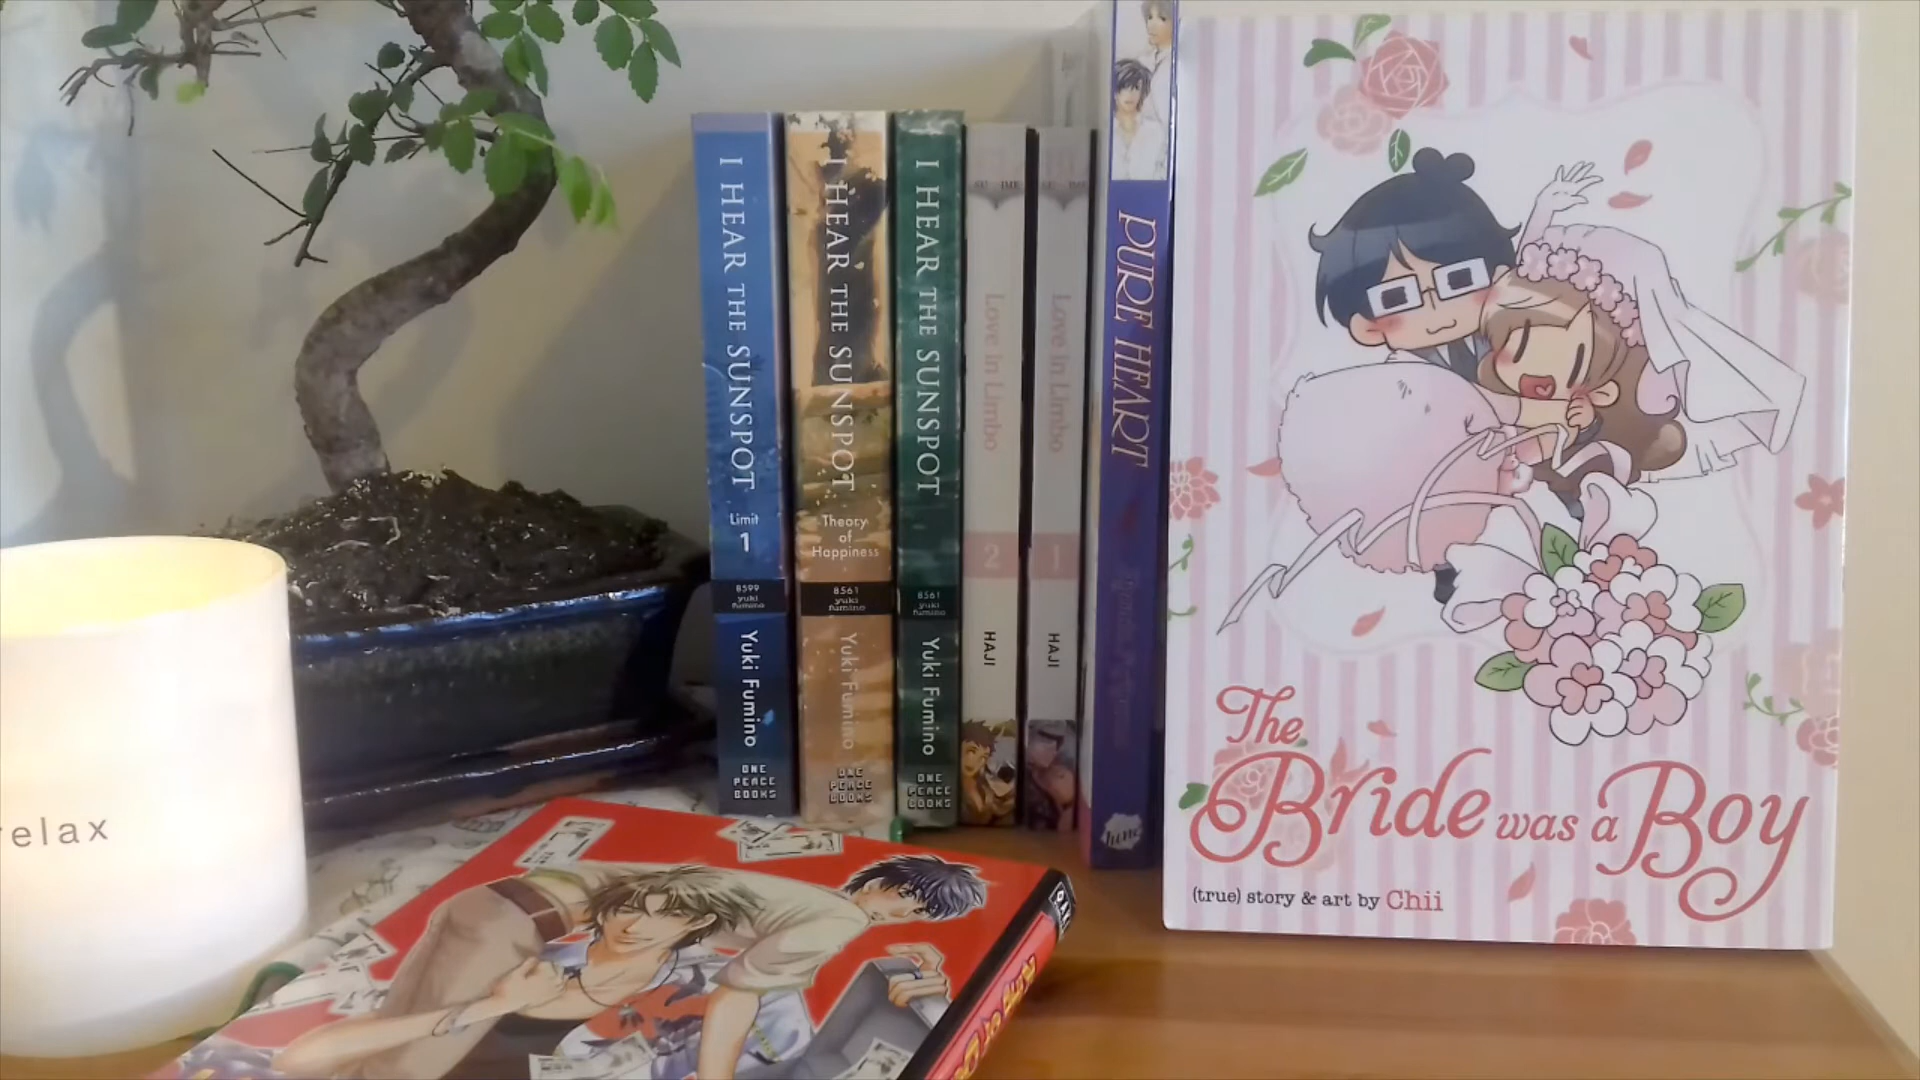 relax
I HEAR THE SUNSPOT
Limit
1
8599
yuki
fumino
Yuki Fumino
ONE
PEACE
BOOKS
I HEAR THE SUNSPOT
Theory
of
Happiness
8561
yuki
fumino
Yuki Fumino
ONE
PEACE
BOOKS
I HEAR THE SUNSPOT
8561
yuki
fumino
Yuki Fumino
ONE
PEACE
BOOKS
Love in Limbo
2
HAJI
Love in Limbo
1
HAJI
PURE HEART
June
The
Bride was a Boy
(true) story & art by Chii